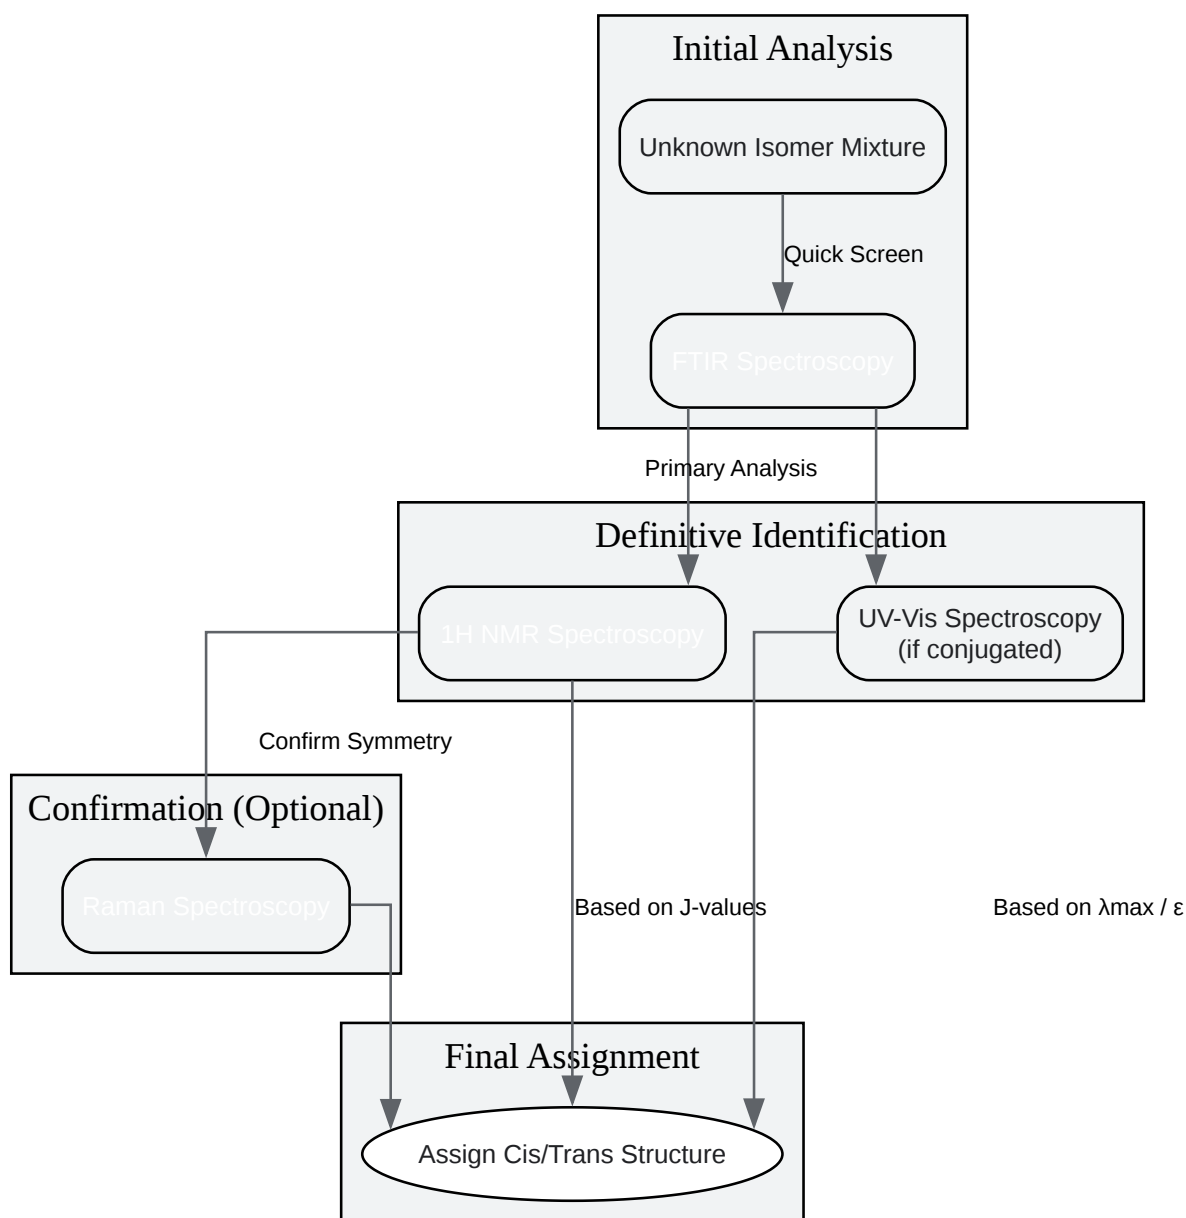 Initial Analysis
Unknown Isomer Mixture
Quick Screen
FTIR Spectroscopy
Primary Analysis
Definitive Identification
1H NMR Spectroscopy
UV-Vis Spectroscopy
(if conjugated)
Confirm Symmetry
Confirmation (Optional)
Raman Spectroscopy
Based on J-values
Based on λmax / ε
Final Assignment
Assign Cis/Trans Structure